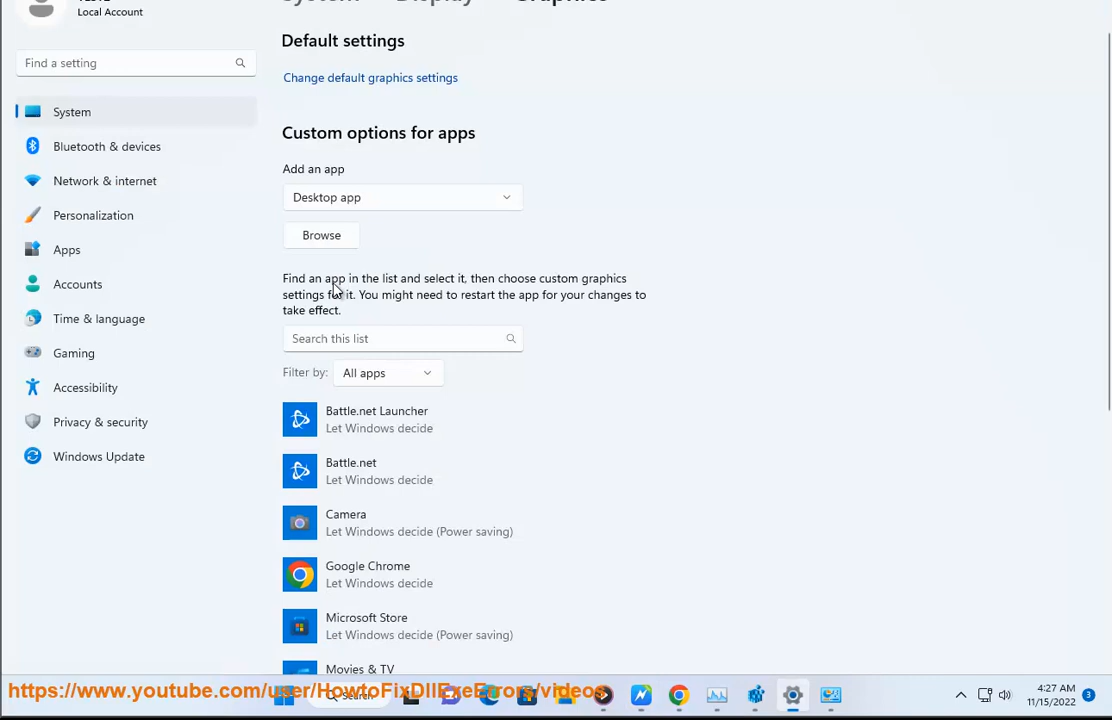 Local Account
System
Display
Graphics
Default settings
Find a setting
Change default graphics settings
System
Bluetooth & devices
Network & internet
Personalization
Apps
Accounts
Time & language
Gaming
Accessibility
Privacy & security
Windows Update
Custom options for apps
Add an app
Desktop app
Browse
Find an app in the list and select it, then choose custom graphics
settings for it. You might need to restart the app for your changes to
take effect.
Search this list
Filter by: All apps
Battle.net Launcher
Let Windows decide
Battle.net
Let Windows decide
Camera
Let Windows decide (Power saving)
Google Chrome
Let Windows decide
Microsoft Store
Let Windows decide (Power saving)
Movies & TV
https://www.youtube.com/user/HowtoFixDllExeErrors/videos
Search
4:27 AM
11/15/2022
3